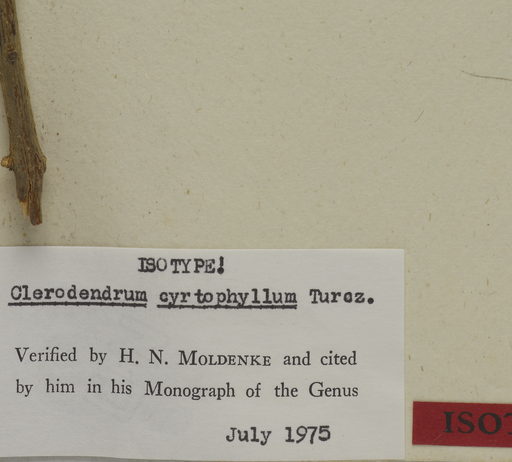 ISOTYPE!
Clerodendrum cyrtophyllum Turcz.
Verified by H. N. MOLDENKE and cited
by him in his Monograph of the Genus
July 1975